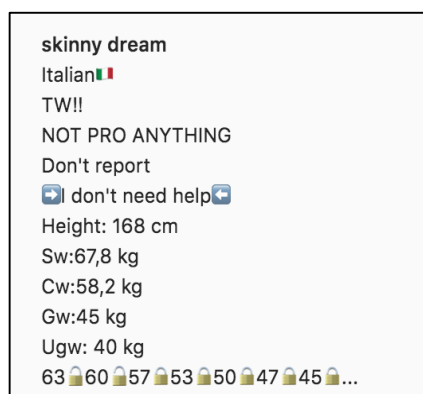 skinny dream
Italian🇮🇹
TW!!
NOT PRO ANYTHING
Don't report
➡️I don't need help⬅️
Height: 168 cm
Sw:67,8 kg
Cw:58,2 kg
Gw:45 kg
Ugw: 40 kg
63🔓60🔓57🔓53🔓50🔓47🔓45🔓...